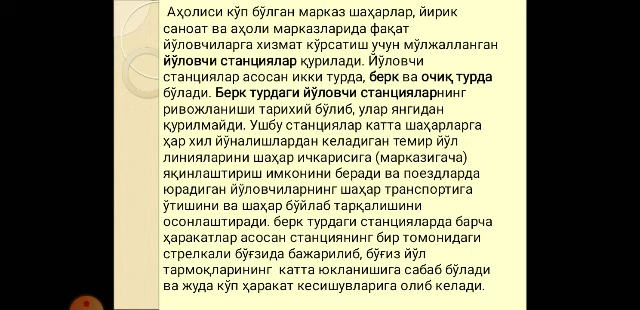 Аҳолиси кўп бўлган марказ шаҳарлар, йирик
саноат ва аҳоли марказларида фақат
йўловчиларга хизмат кўрсатиш учун мўлжалланган
йўловчи станциялар қурилади. Йўловчи
станциялар асосан икки турда, берк ва очиқ турда
бўлади. Берк турдаги йўловчи станцияларнинг
ривожланиши тарихий бўлиб, улар янгидан
қурилмайди. Ушбу станциялар катта шаҳарларга
ҳар хил йўналишлардан келадиган темир йўл
линияларини шаҳар ичкарисига (марказигача)
яқинлаштириш имконини беради ва поездларда
юрадиган йўловчиларнинг шаҳар транспортига
ўтишини ва шаҳар бўйлаб тарқалишини
осонлаштиради. берк турдаги станцияларда барча
ҳаракатлар асосан станциянинг бир томонидаги
стрелкали бўғзида бажарилиб, бўғиз йўл
тармоқларининг катта юкланишига сабаб бўлади
ва жуда кўп ҳаракат кесишувларига олиб келади.